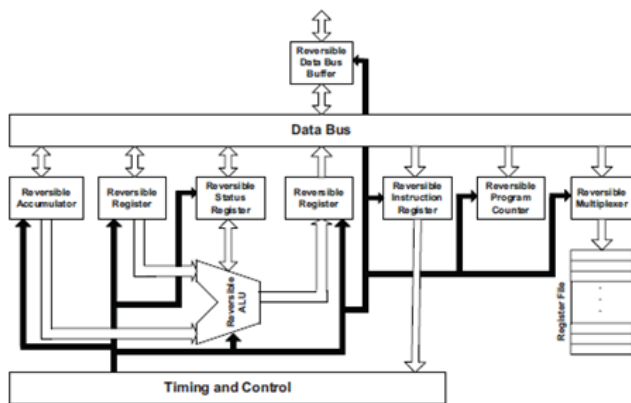 Reversible
Data Bus
Buffer
Data Bus
Reversible
Accumulator
Reversible
Register
Reversible
Status
Register
Reversible
Register
Reversible
Instruction
Register
Reversible
Program
Counter
Reversible
Multiplexer
Reversible
ALU
Register File
Timing and Control